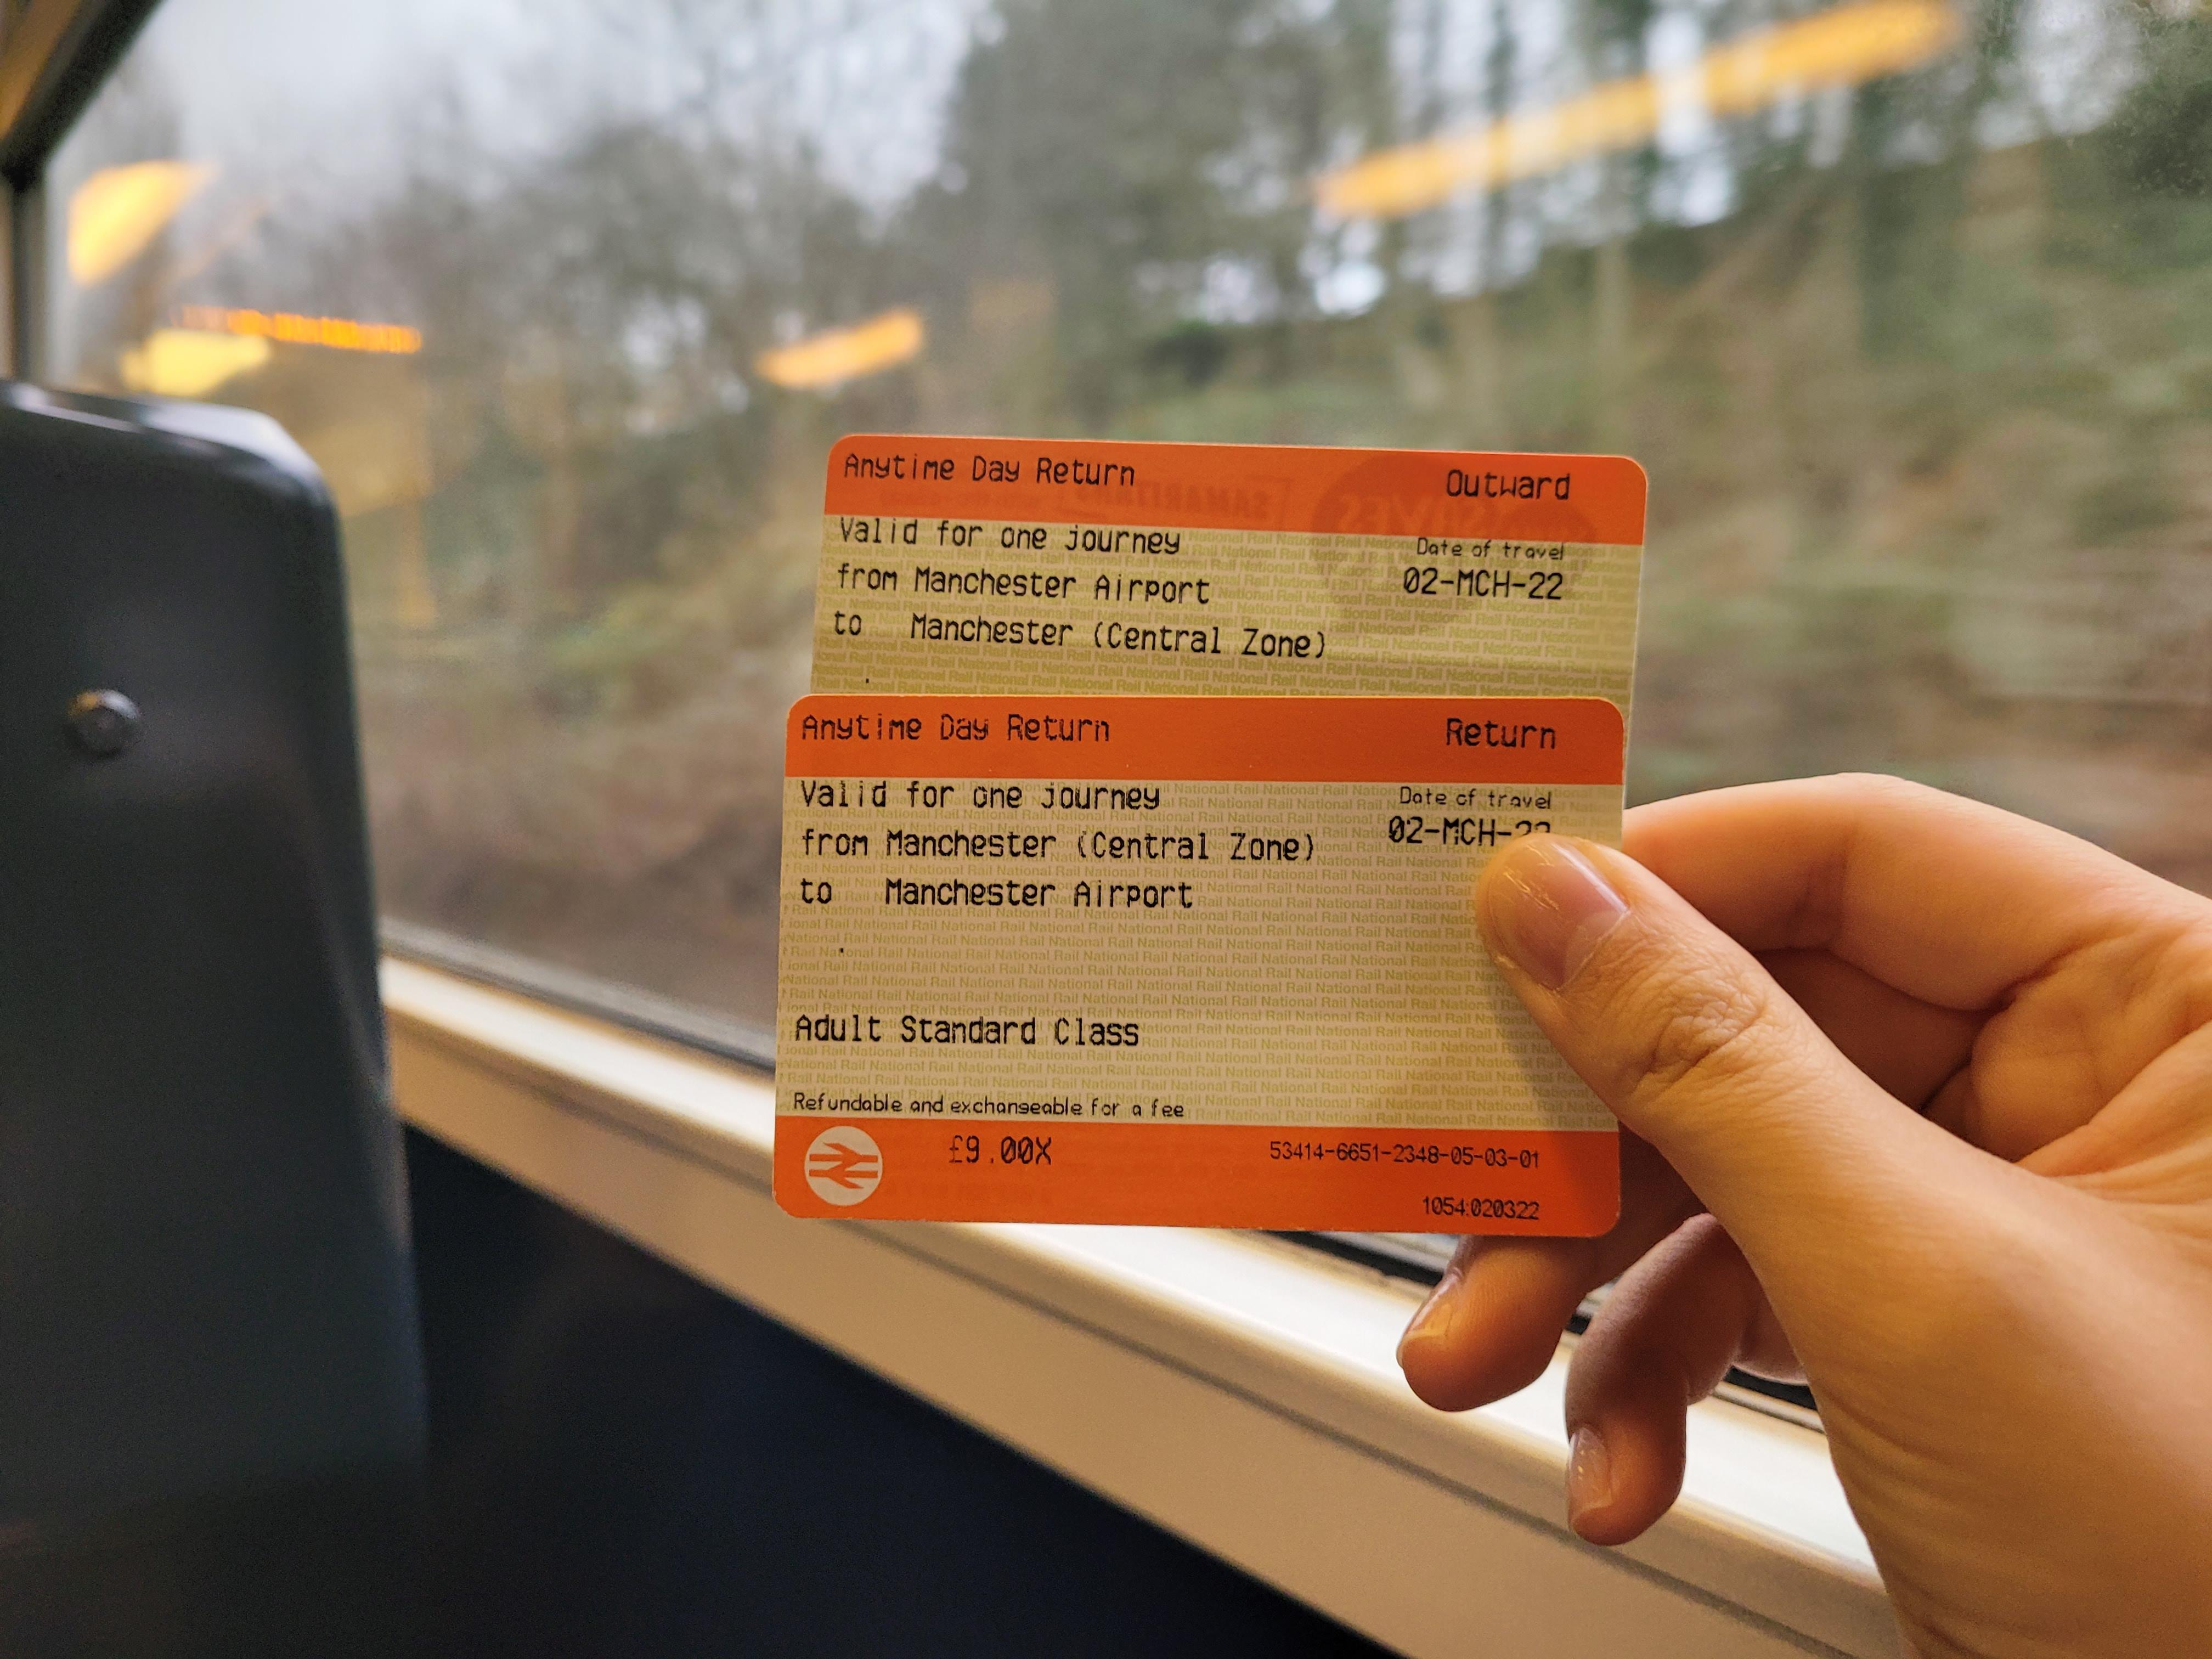 Anytime Day Return Outward
Valid for one journey Date of travel
from Manchester Airport 02-MCH-22
to Manchester (Central Zone)
Anytime Day Return Return
Valid for one journey Date of travel
from Manchester (Central Zone) 02-MCH-22
to Manchester Airport
Adult Standard Class
Refundable and exchangeable for a fee
£9.00X 53414-6651-2348-05-03-01
1054:020322